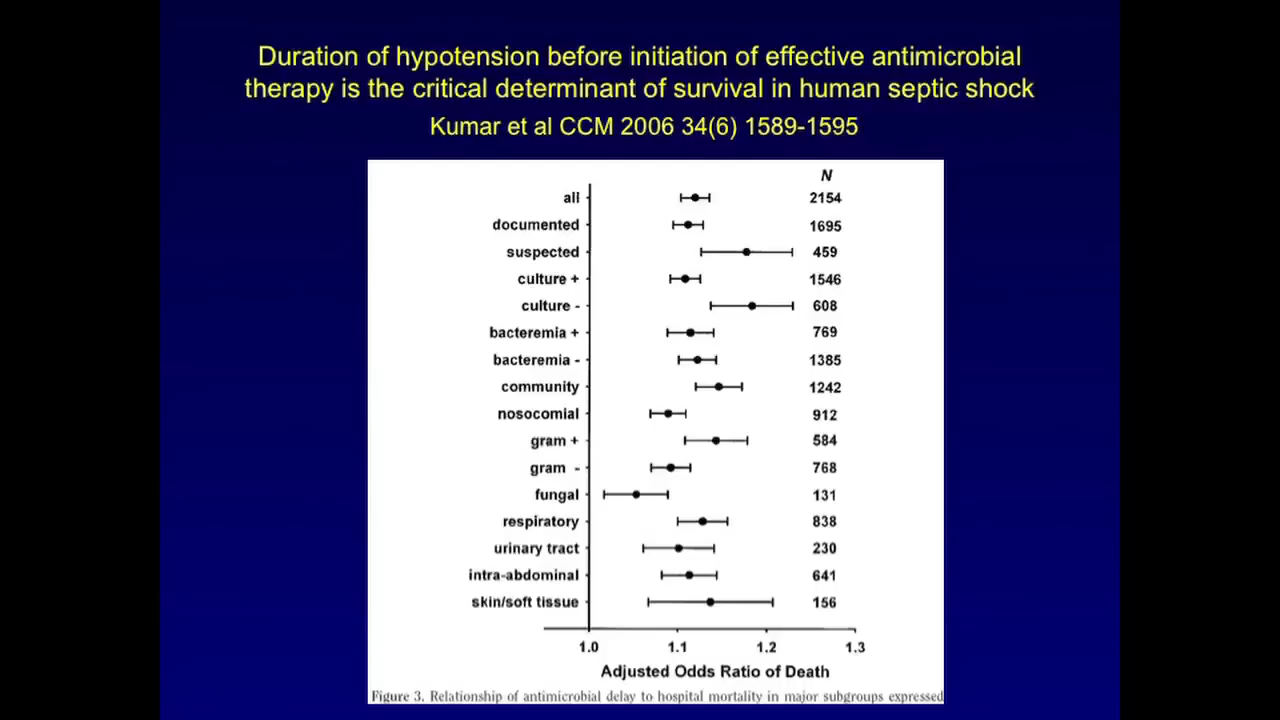 Duration of hypotension before initiation of effective antimicrobial
therapy is the critical determinant of survival in human septic shock
Kumar et al CCM 2006 34(6) 1589-1595
N
all 2154
documented 1695
suspected 459
culture + 1546
culture - 608
bacteremia + 769
bacteremia - 1385
community 1242
nosocomial 912
gram + 584
gram - 768
fungal 131
respiratory 838
urinary tract 230
intra-abdominal 641
skin/soft tissue 156
1.0 1.1 1.2 1.3
Adjusted Odds Ratio of Death
Figure 3. Relationship of antimicrobial delay to hospital mortality in major subgroups expressed